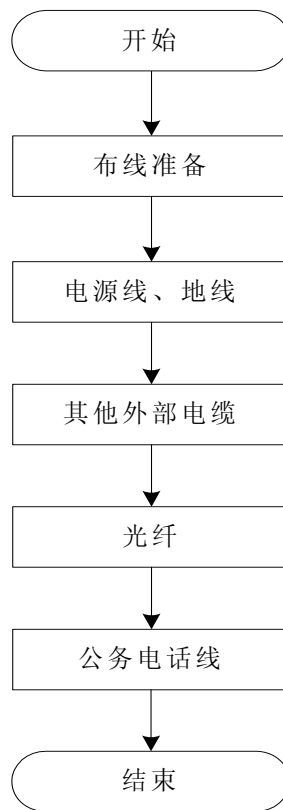 开始
布线准备
电源线、地线
其他外部电缆
光纤
公务电话线
结束